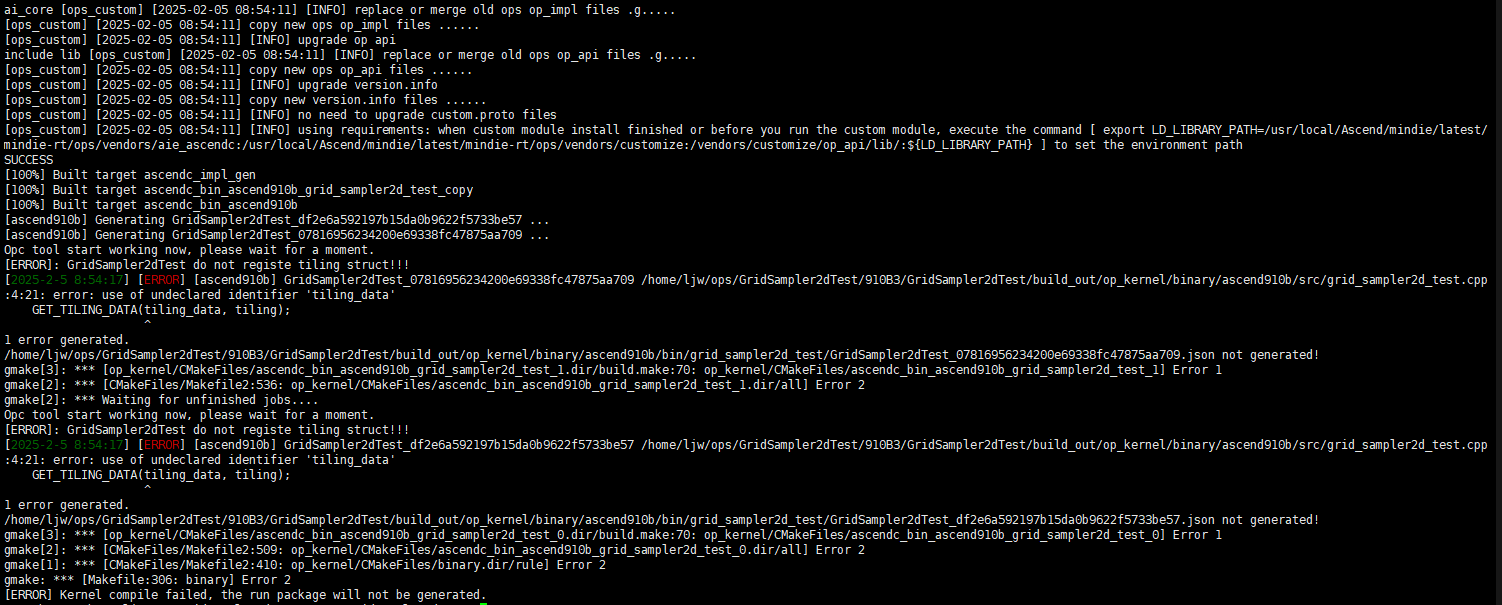 ai_core [ops_custom] [2025-02-05 08:54:11] [INFO] replace or merge old ops op_impl files .g.....
[ops_custom] [2025-02-05 08:54:11] copy new ops op_impl files ......
[ops_custom] [2025-02-05 08:54:11] [INFO] upgrade op api
include lib [ops_custom] [2025-02-05 08:54:11] [INFO] replace or merge old ops op_api files .g.....
[ops_custom] [2025-02-05 08:54:11] copy new ops op_api files ......
[ops_custom] [2025-02-05 08:54:11] [INFO] upgrade version.info
[ops_custom] [2025-02-05 08:54:11] copy new version.info files ......
[ops_custom] [2025-02-05 08:54:11] [INFO] no need to upgrade custom.proto files
[ops_custom] [2025-02-05 08:54:11] [INFO] using requirements: when custom module install finished or before you run the custom module, execute the command [ export LD_LIBRARY_PATH=/usr/local/Ascend/mindie/latest/
mindie-rt/ops/vendors/aie_ascendc:/usr/local/Ascend/mindie/latest/mindie-rt/ops/vendors/customize:/vendors/customize/op_api/lib/:${LD_LIBRARY_PATH} ] to set the environment path
SUCCESS
[100%] Built target ascendc_impl_gen
[100%] Built target ascendc_bin_ascend910b_grid_sampler2d_test_copy
[100%] Built target ascendc_bin_ascend910b
[ascend910b] Generating GridSampler2dTest_df2e6a592197b15da0b9622f5733be57 ...
[ascend910b] Generating GridSampler2dTest_07816956234200e69338fc47875aa709 ...
Opc tool start working now, please wait for a moment.
[ERROR]: GridSampler2dTest do not registe tiling struct!!!
[2025-2-5 8:54:17] [ERROR] [ascend910b] GridSampler2dTest_07816956234200e69338fc47875aa709 /home/ljw/ops/GridSampler2dTest/910B3/GridSampler2dTest/build_out/op_kernel/binary/ascend910b/src/grid_sampler2d_test.cpp
:4:21: error: use of undeclared identifier 'tiling_data'
GET_TILING_DATA(tiling_data, tiling);
^
1 error generated.
/home/ljw/ops/GridSampler2dTest/910B3/GridSampler2dTest/build_out/op_kernel/binary/ascend910b/bin/grid_sampler2d_test/GridSampler2dTest_07816956234200e69338fc47875aa709.json not generated!
gmake[3]: *** [op_kernel/CMakeFiles/ascendc_bin_ascend910b_grid_sampler2d_test_1.dir/build.make:70: op_kernel/CMakeFiles/ascendc_bin_ascend910b_grid_sampler2d_test_1] Error 1
gmake[2]: *** [CMakeFiles/Makefile2:536: op_kernel/CMakeFiles/ascendc_bin_ascend910b_grid_sampler2d_test_1.dir/all] Error 2
gmake[2]: *** Waiting for unfinished jobs....
Opc tool start working now, please wait for a moment.
[ERROR]: GridSampler2dTest do not registe tiling struct!!!
[2025-2-5 8:54:17] [ERROR] [ascend910b] GridSampler2dTest_df2e6a592197b15da0b9622f5733be57 /home/ljw/ops/GridSampler2dTest/910B3/GridSampler2dTest/build_out/op_kernel/binary/ascend910b/src/grid_sampler2d_test.cpp
:4:21: error: use of undeclared identifier 'tiling_data'
GET_TILING_DATA(tiling_data, tiling);
^
1 error generated.
/home/ljw/ops/GridSampler2dTest/910B3/GridSampler2dTest/build_out/op_kernel/binary/ascend910b/bin/grid_sampler2d_test/GridSampler2dTest_df2e6a592197b15da0b9622f5733be57.json not generated!
gmake[3]: *** [op_kernel/CMakeFiles/ascendc_bin_ascend910b_grid_sampler2d_test_0.dir/build.make:70: op_kernel/CMakeFiles/ascendc_bin_ascend910b_grid_sampler2d_test_0] Error 1
gmake[2]: *** [CMakeFiles/Makefile2:509: op_kernel/CMakeFiles/ascendc_bin_ascend910b_grid_sampler2d_test_0.dir/all] Error 2
gmake[1]: *** [CMakeFiles/Makefile2:410: op_kernel/CMakeFiles/binary.dir/rule] Error 2
gmake: *** [Makefile:306: binary] Error 2
[ERROR] Kernel compile failed, the run package will not be generated.